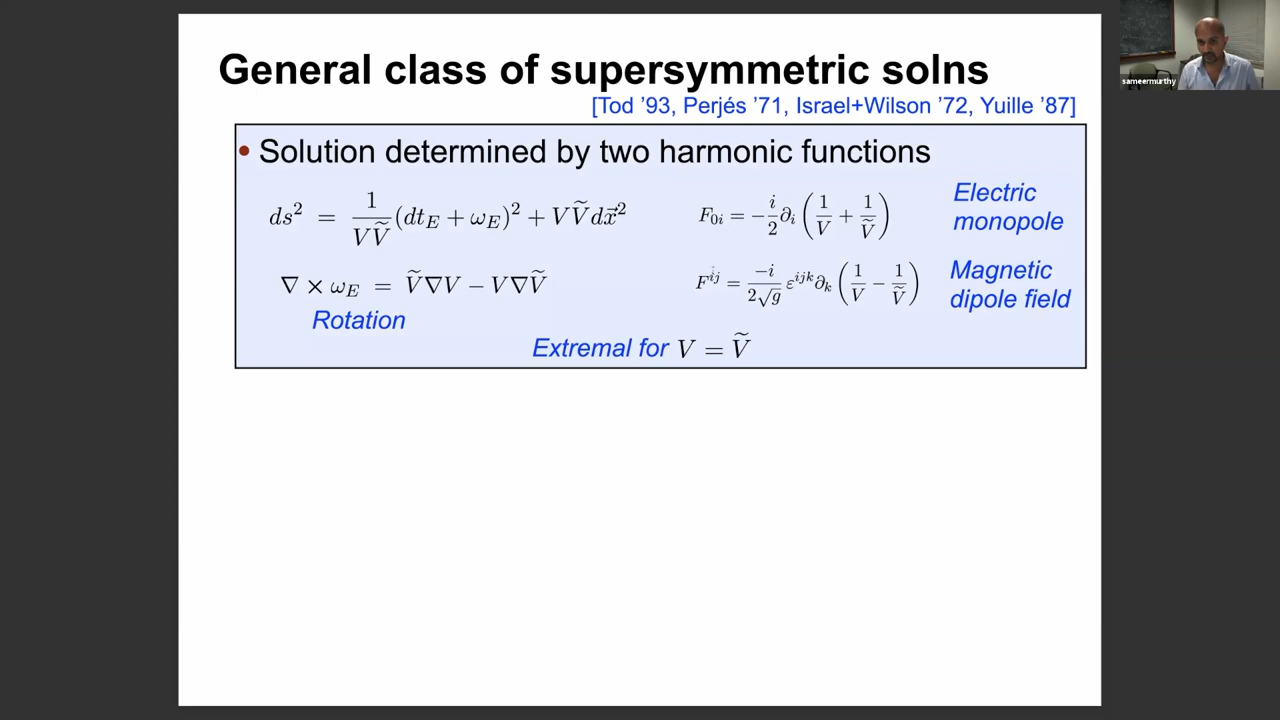 General class of supersymmetric solns
[Tod '93, Perjés '71, Israel+Wilson '72, Yuille '87]
• Solution determined by two harmonic functions
ds² = 1/(VṼ) (dt_E + ω_E)² + VṼ dx⃗²
F_{0i} = −(i/2) ∂_i (1/V + 1/Ṽ)
Electric
monopole
∇ × ω_E = Ṽ∇V − V∇Ṽ
F^{ij} = (−i)/(2√g) ε^{ijk} ∂_k (1/V − 1/Ṽ)
Magnetic
dipole field
Rotation
Extremal for V = Ṽ
sameermurthy